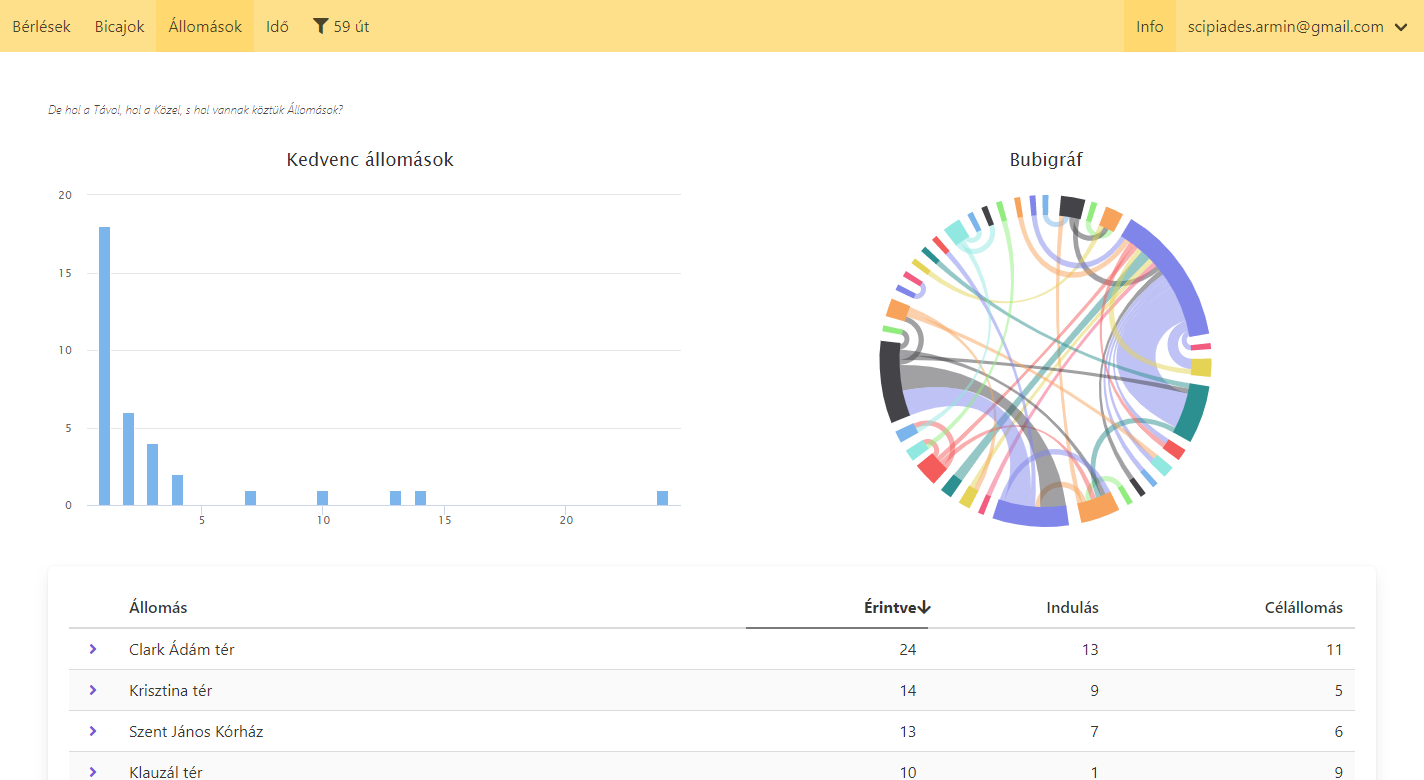 Bérlések Bicajok Állomások Idő 59 út Info scipiades.armin@gmail.com
De hol a Távol, hol a Közel, s hol vannak köztük Állomások?
Kedvenc állomások
20
15
10
5
0
5 10 15 20
Bubigráf
Állomás Érintve Indulás Célállomás
Clark Ádám tér 24 13 11
Krisztina tér 14 9 5
Szent János Kórház 13 7 6
Klauzál tér 10 1 9